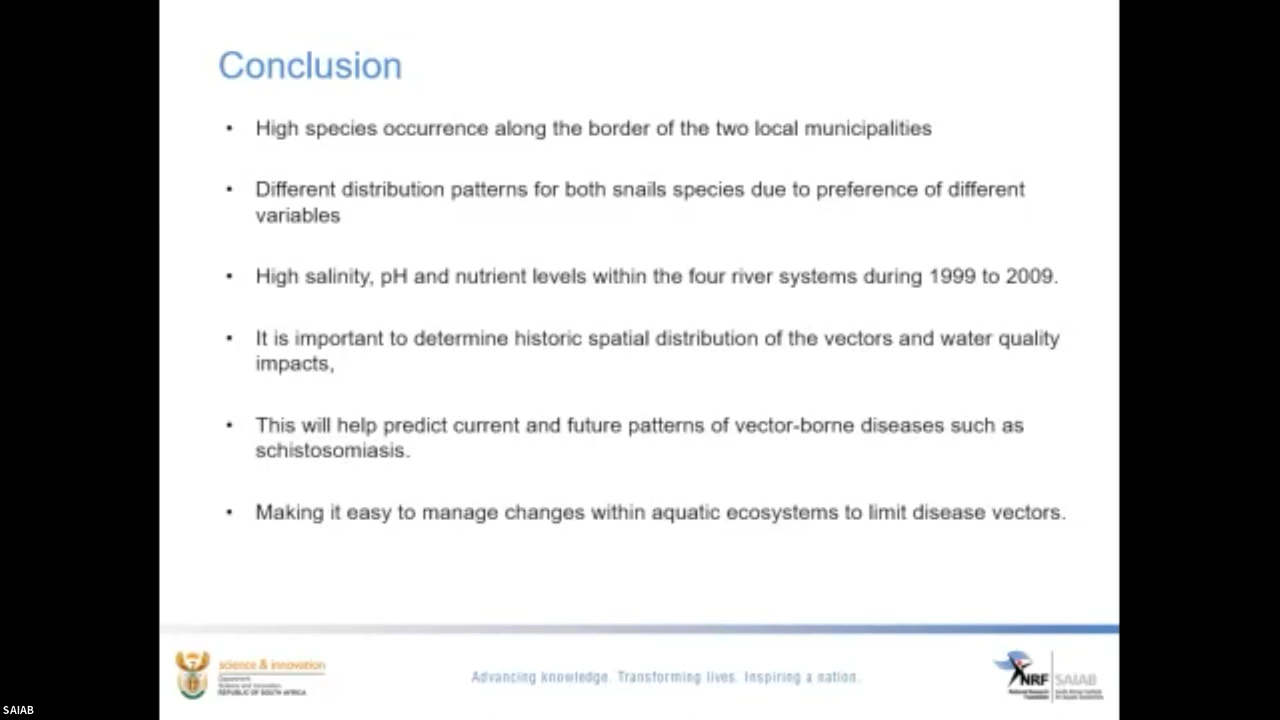 Conclusion
• High species occurrence along the border of the two local municipalities
• Different distribution patterns for both snails species due to preference of different
variables
• High salinity, pH and nutrient levels within the four river systems during 1999 to 2009.
• It is important to determine historic spatial distribution of the vectors and water quality
impacts,
• This will help predict current and future patterns of vector-borne diseases such as
schistosomiasis.
• Making it easy to manage changes within aquatic ecosystems to limit disease vectors.
science & innovation
Department:
Science and Innovation
REPUBLIC OF SOUTH AFRICA
Advancing knowledge. Transforming lives. Inspiring a nation.
NRF
National Research
Foundation
SAIAB
South African Institute
for Aquatic Biodiversity
SAIAB